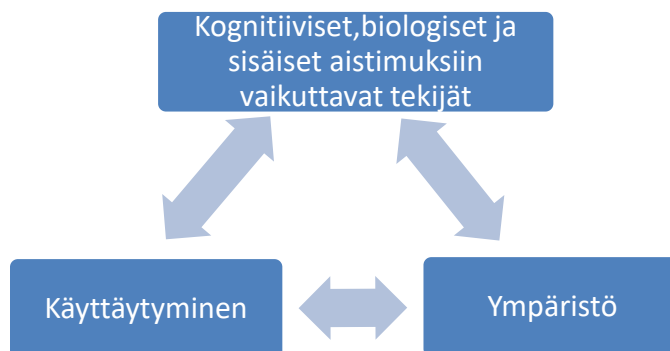 Kognitiiviset,biologiset ja
sisäiset aistimuksiin
vaikuttavat tekijät
Käyttäytyminen
Ympäristö